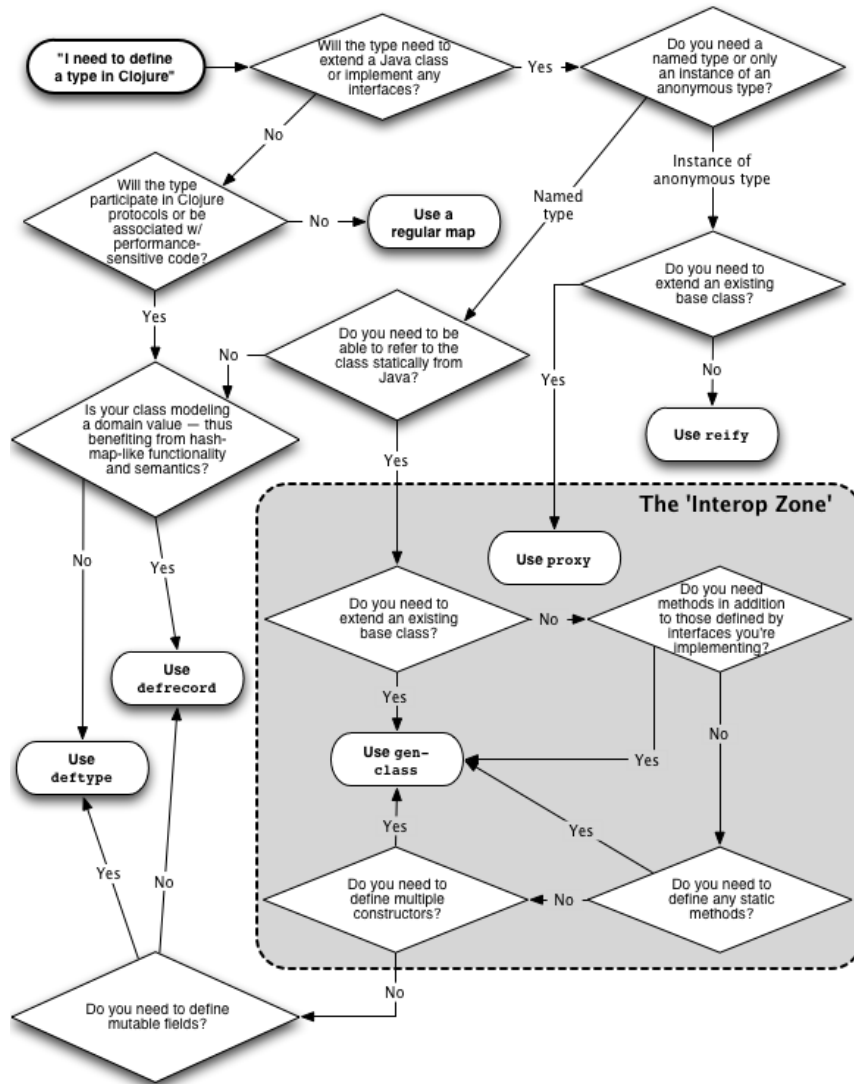 "I need to define
a type in Clojure"
Will the type need to
extend a Java class
or implement any
interfaces?
Yes
Do you need a
named type or only
an instance of an
anonymous type?
No
Instance of
anonymous type
Named
type
Will the type
participate in Clojure
protocols or be
associated w/
performance-
sensitive code?
No
Use a
regular map
Do you need to
extend an existing
base class?
Yes
Do you need to be
able to refer to the
class statically from
Java?
No
Yes
No
Use reify
Is your class modeling
a domain value — thus
benefiting from hash-
map-like functionality
and semantics?
Yes
The 'Interop Zone'
Use proxy
No
Yes
Do you need to
extend an existing
base class?
No
Do you need
methods in addition
to those defined by
interfaces you're
implementing?
Use
defrecord
Yes
No
Use
deftype
Use gen-
class
Yes
Yes
Yes
Yes
No
Do you need to
define multiple
constructors?
No
Do you need to
define any static
methods?
No
Do you need to define
mutable fields?